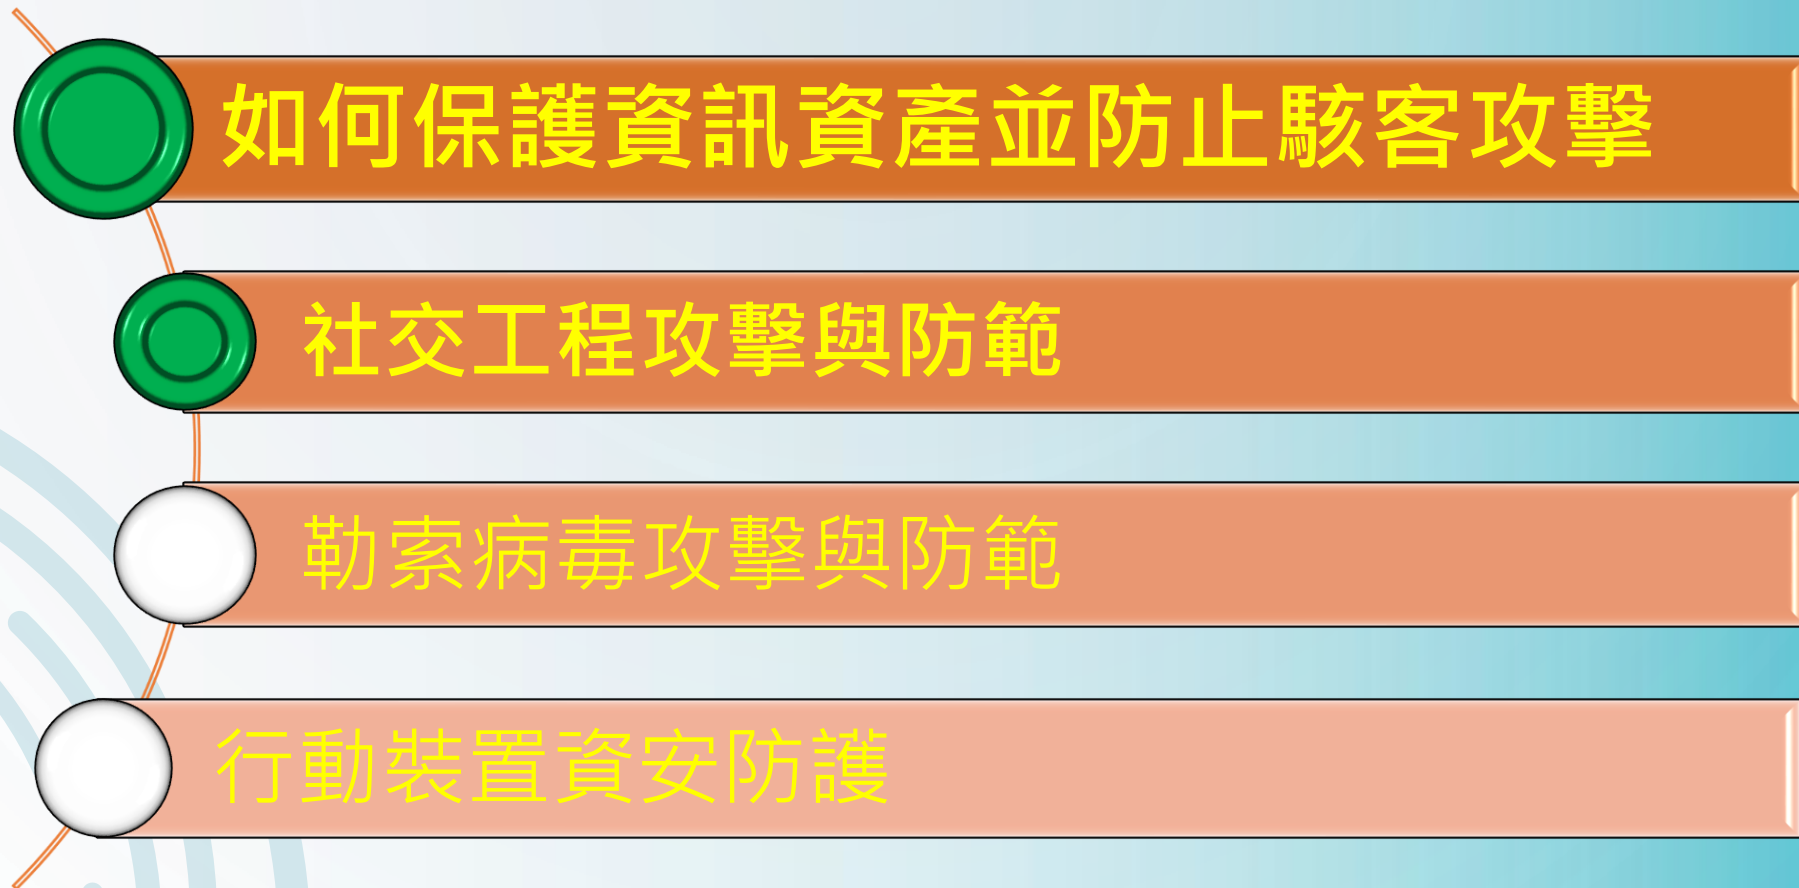 如何保護資訊資產並防止駭客攻擊
社交工程攻擊與防範
勒索病毒攻擊與防範
行動裝置資安防護